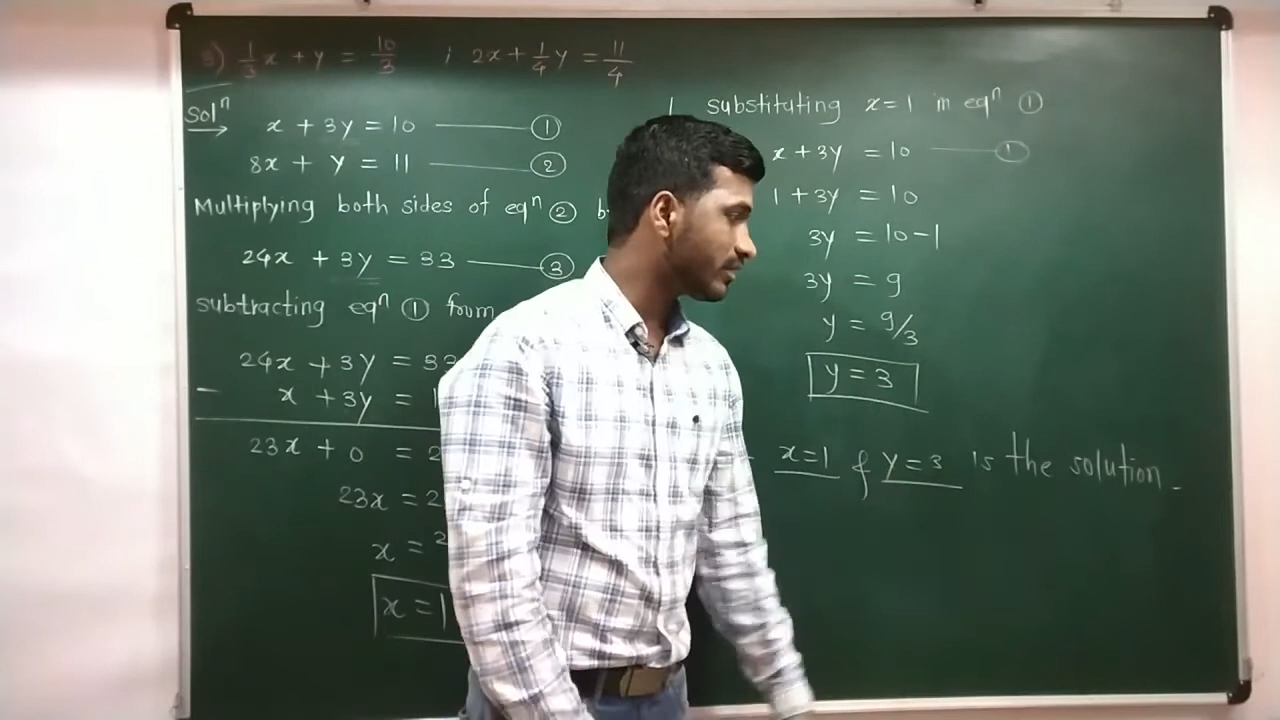 3) 1/3 x + y = 10/3 ; 2x + 1/4 y = 11/4
Solⁿ
x + 3y = 10 ——— ①
8x + y = 11 ——— ②
Multiplying both sides of eqⁿ ②
24x + 3y = 33 ——— ③
subtracting eqⁿ ① from
24x + 3y = 33
− x + 3y =
23x + 0 =
23x =
x =
x = 1
substituting x=1 in eqⁿ ①
x + 3y = 10 ——— ①
1 + 3y = 10
3y = 10 - 1
3y = 9
y = 9/3
y = 3
x=1 & y=3 is the solution.